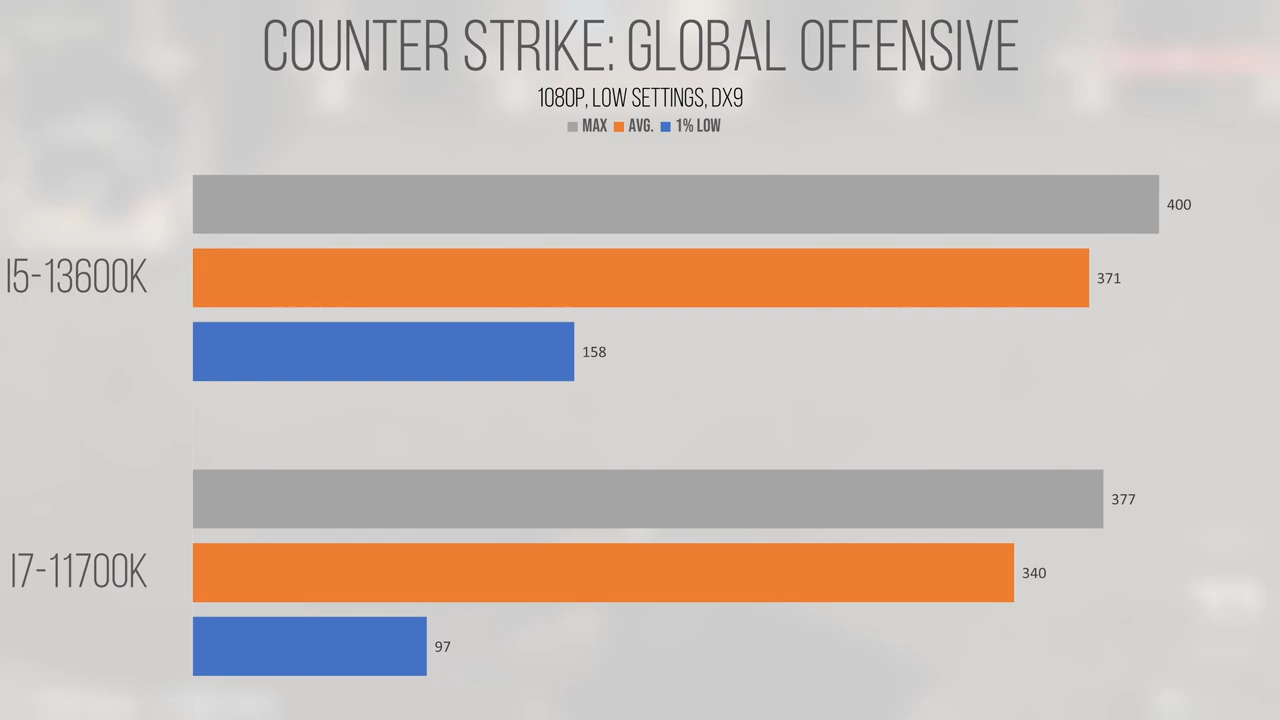 COUNTER STRIKE: GLOBAL OFFENSIVE
1080P, LOW SETTINGS, DX9
MAX AVG. 1% LOW
400
I5-13600K
371
158
377
I7-11700K
340
97